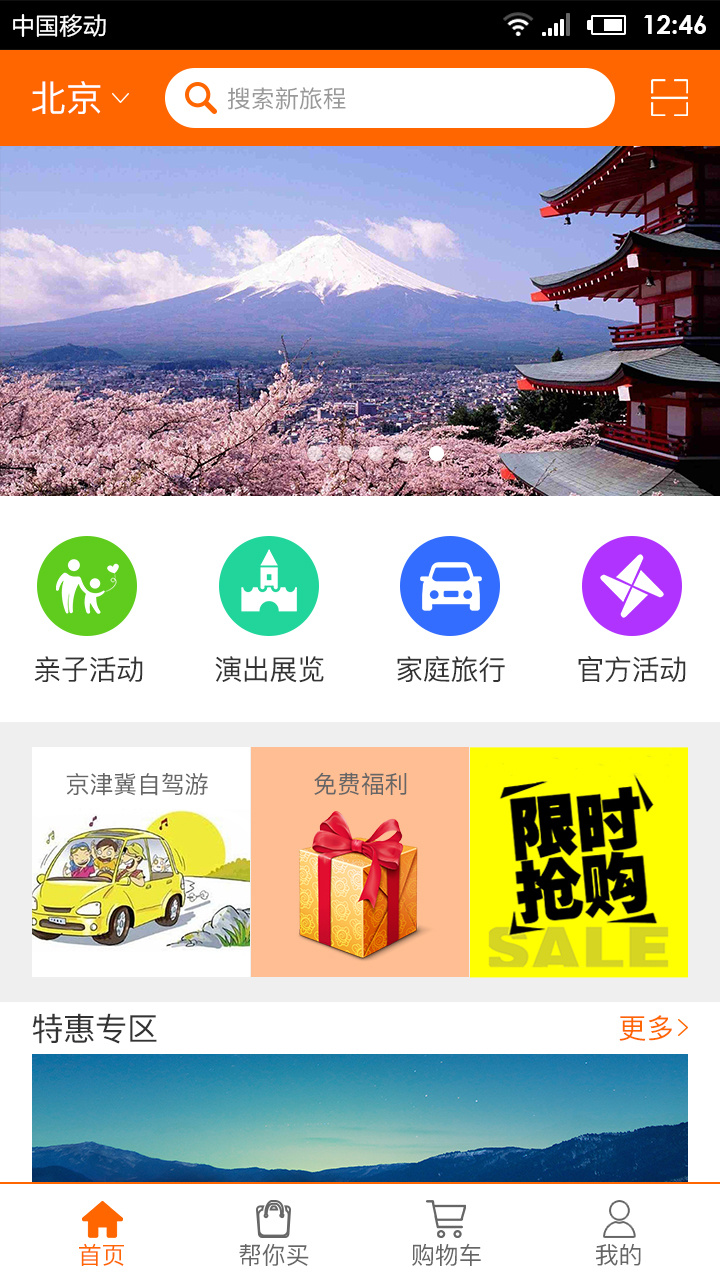 中国移动 12:46
北京 搜索新旅程
亲子活动 演出展览 家庭旅行 官方活动
京津冀自驾游 免费福利
限时
抢购
SALE
特惠专区 更多
首页 帮你买 购物车 我的